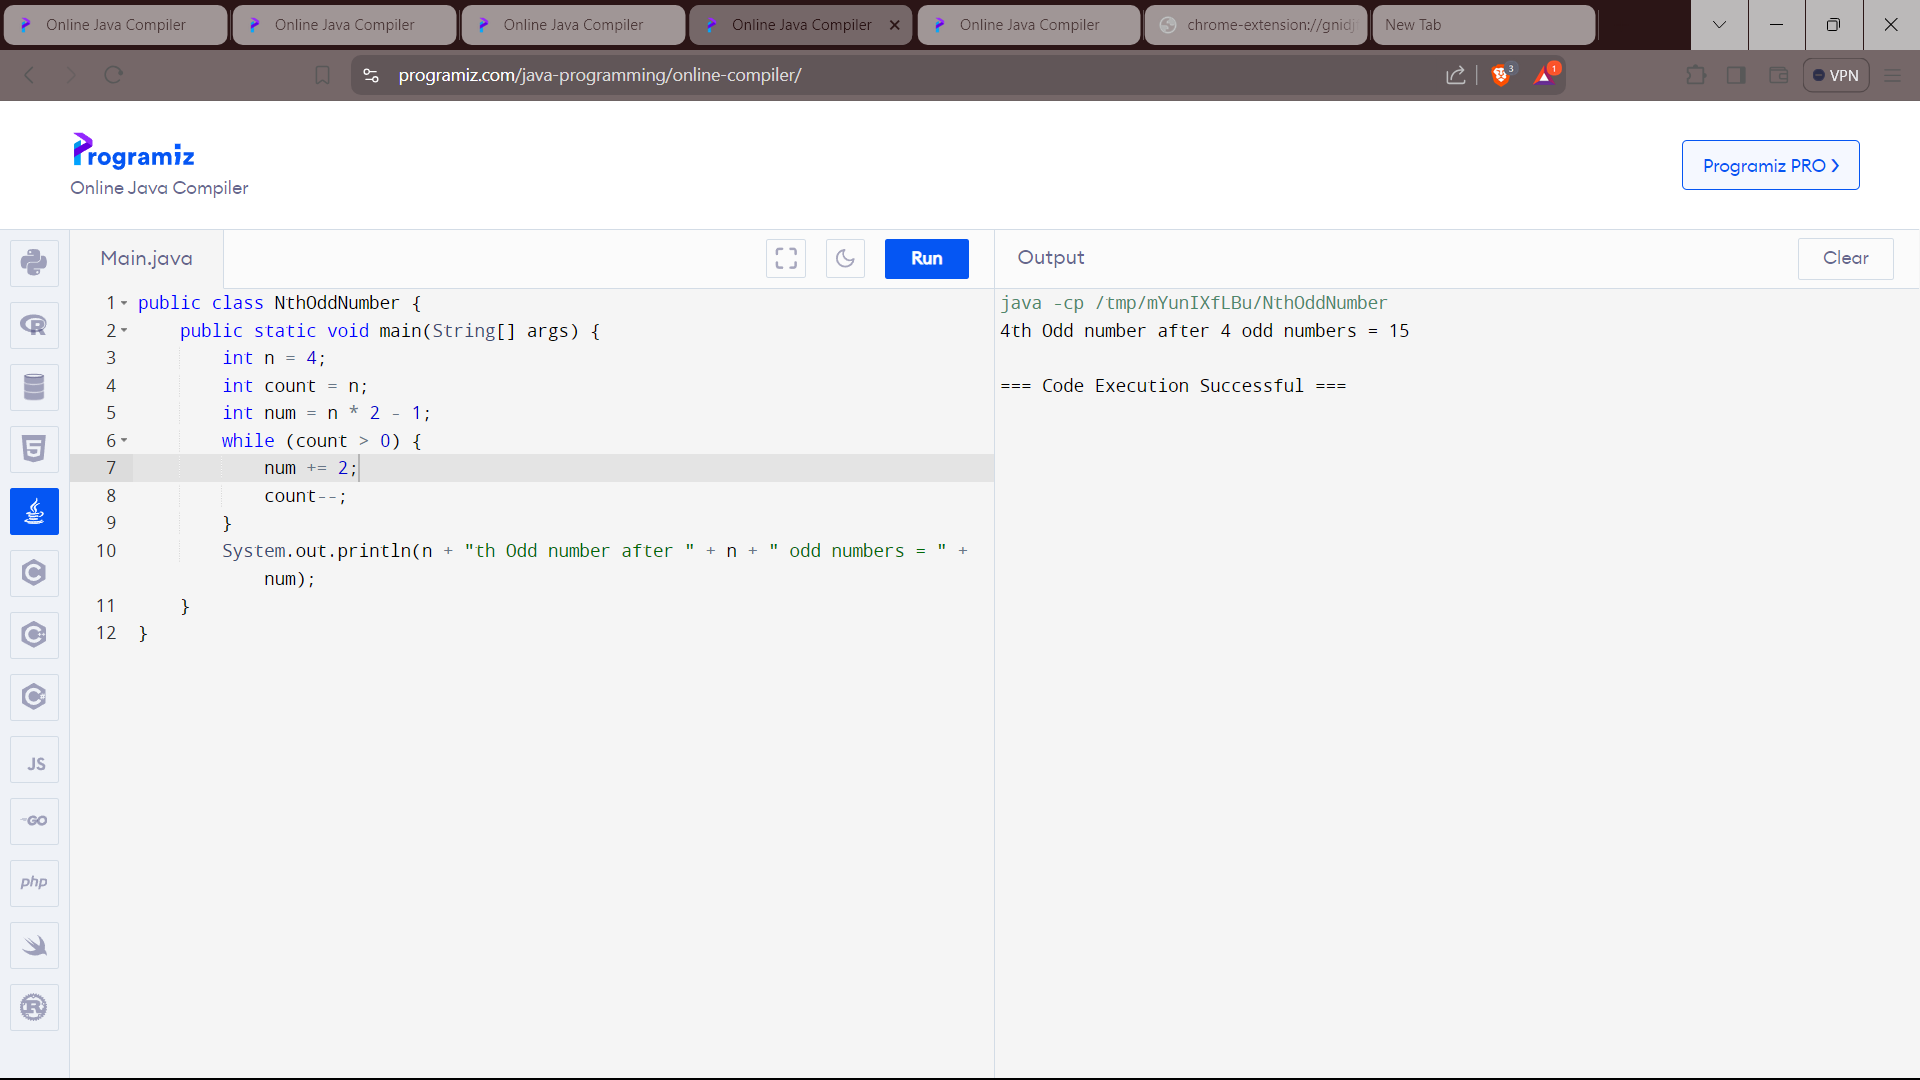 Online Java Compiler
Online Java Compiler
Online Java Compiler
Online Java Compiler
Online Java Compiler
chrome-extension://gnidj
New Tab
programiz.com/java-programming/online-compiler/
3
1
VPN
Programiz
Online Java Compiler
Programiz PRO
Main.java
Run
Output
Clear
1 public class NthOddNumber {
2 public static void main(String[] args) {
3 int n = 4;
4 int count = n;
5 int num = n * 2 - 1;
6 while (count > 0) {
7 num += 2;
8 count--;
9 }
10 System.out.println(n + "th Odd number after " + n + " odd numbers = " +
num);
11 }
12 }
java -cp /tmp/mYunIXfLBu/NthOddNumber
4th Odd number after 4 odd numbers = 15
=== Code Execution Successful ===
R
5
C
C
C
JS
GO
php
R